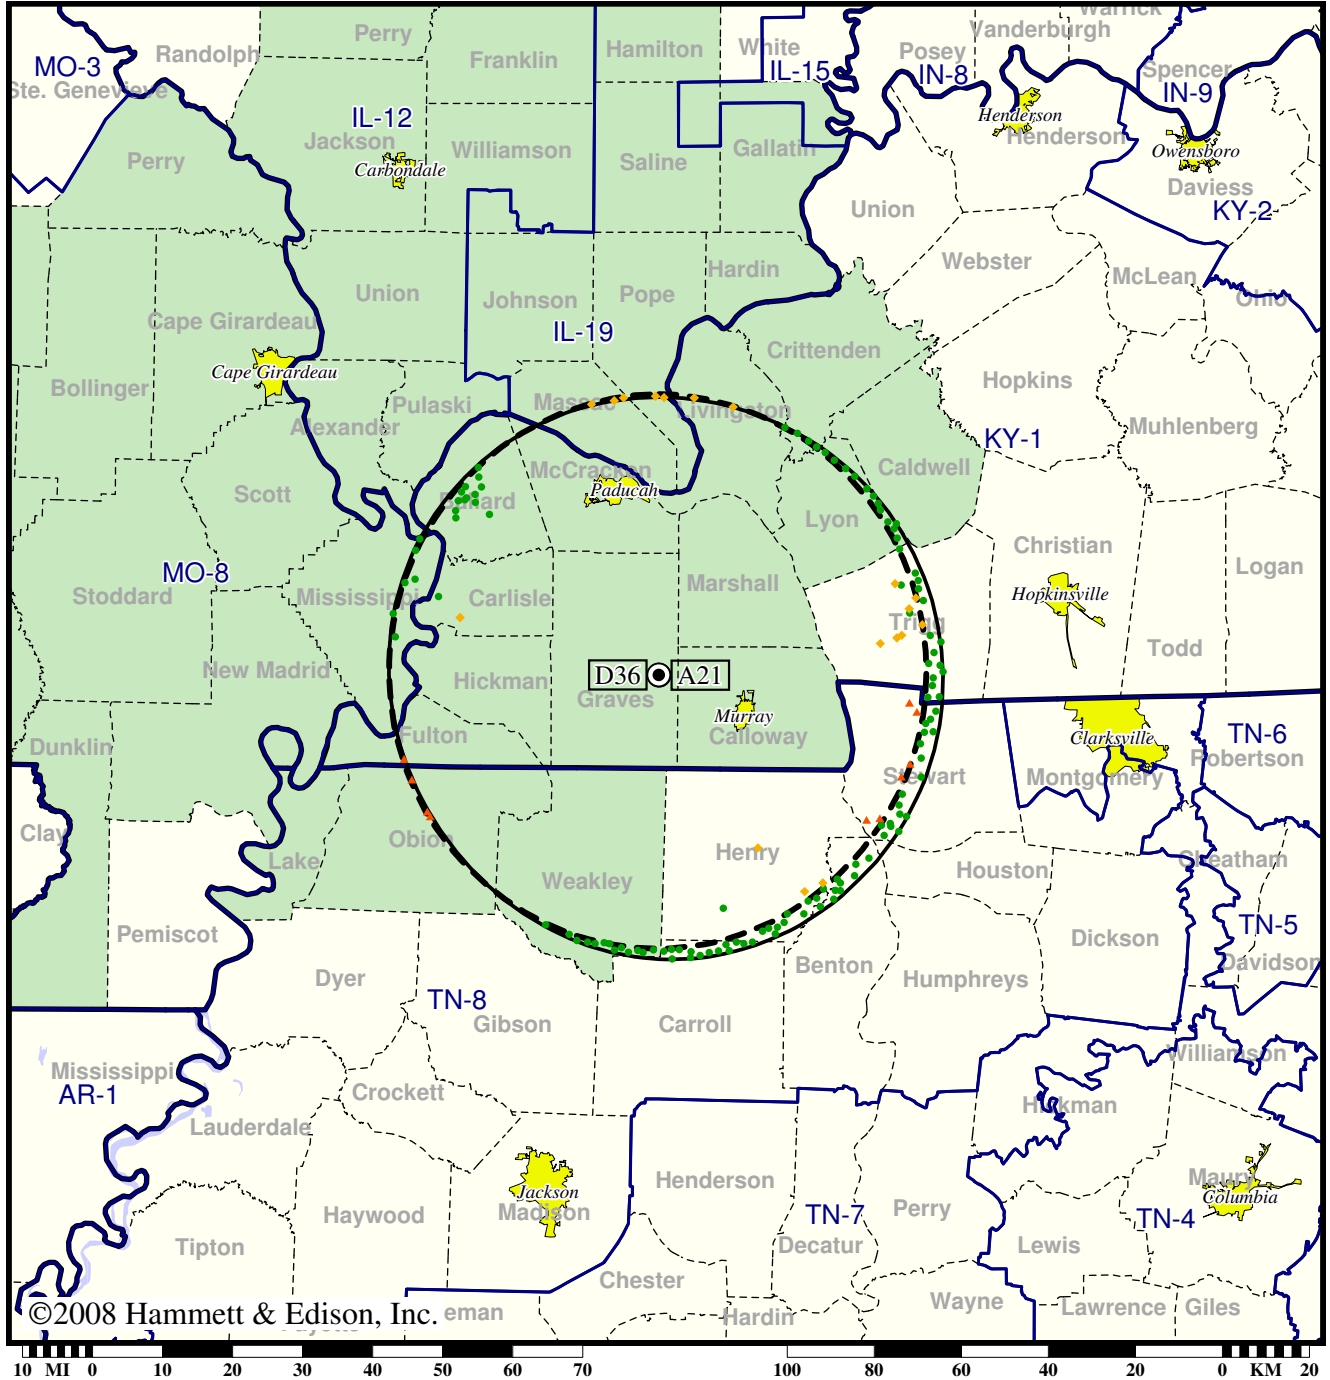 Perry
Warrick
Vanderburgh
Randolph
Hamilton
White
Posey
Franklin
MO-3
IL-15
IN-8
Spencer
Ste. Genevieve
IN-9
IL-12
Henderson
Jackson
Williamson
Gallatin
Henderson
Owensboro
Perry
Carbondale
Saline
Daviess
Union
KY-2
Webster
Hardin
McLean
Union
Johnson
Pope
Ohio
Cape Girardeau
IL-19
Crittenden
Cape Girardeau
Hopkins
Bollinger
Pulaski
Massac
Livingston
Alexander
KY-1
Muhlenberg
McCracken
Caldwell
Scott
Paducah
Ballard
Lyon
Christian
MO-8
Logan
Marshall
Stoddard
Mississippi
Carlisle
Hopkinsville
Trigg
Todd
New Madrid
Hickman
D36
A21
Graves
Murray
Fulton
Calloway
Clarksville
TN-6
Dunklin
Robertson
Stewart
Montgomery
Clay
Obion
Henry
Lake
Cheatham
Houston
Weakley
TN-5
Pemiscot
Dickson
Benton
Davidson
Dyer
Humphreys
TN-8
Gibson
Carroll
Williamson
Mississippi
AR-1
Crockett
Hickman
Lauderdale
Maury
Henderson
Jackson
Columbia
Madison
Perry
Haywood
TN-7
TN-4
Tipton
Decatur
Lewis
Chester
Wayne
Lawrence
Giles
©2008 Hammett & Edison, Inc.
eman
Hardin
10 MI 0 10 20 30 40 50 60 70 100 80 60 40 20 0 KM 20